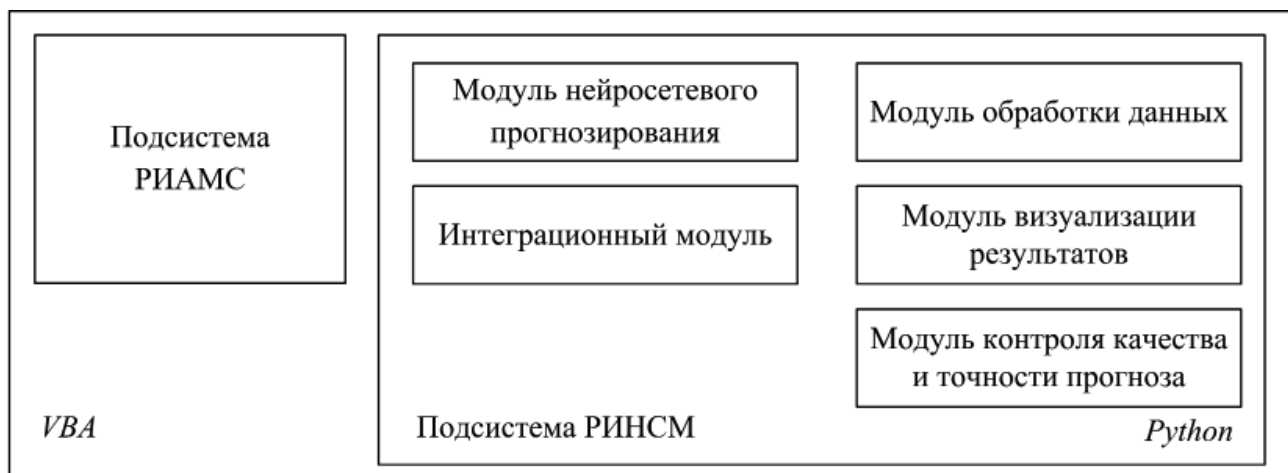 Подсистема
РИАМС
Модуль нейросетевого
прогнозирования
Модуль обработки данных
Интеграционный модуль
Модуль визуализации
результатов
Модуль контроля качества
и точности прогноза
VBA
Подсистема РИНСМ
Python